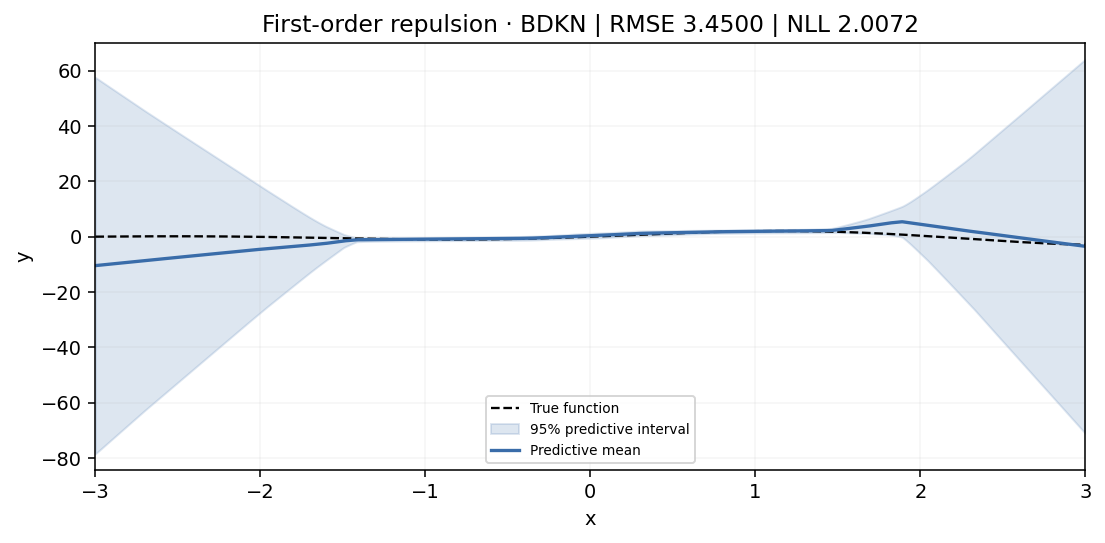 First-order repulsion · BDKN | RMSE 3.4500 | NLL 2.0072
60
40
20
0
−20
−40
−60
−80
y
True function
95% predictive interval
Predictive mean
−3
−2
−1
0
1
2
3
x